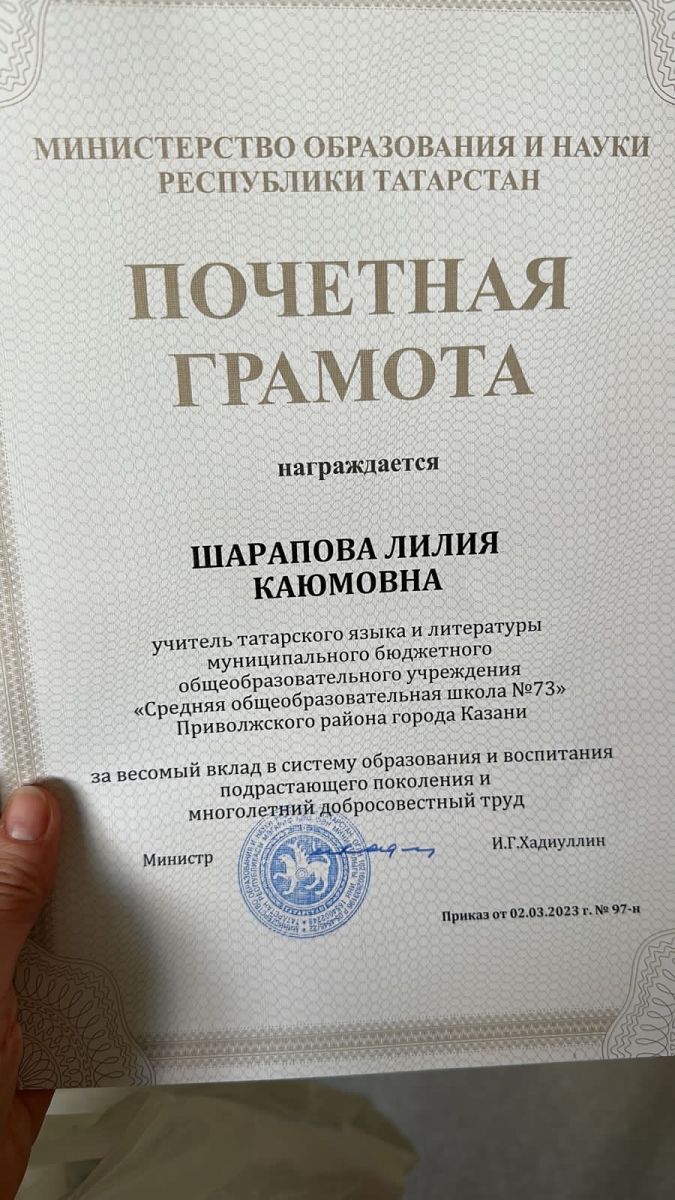 МИНИСТЕРСТВО ОБРАЗОВАНИЯ И НАУКИ
РЕСПУБЛИКИ ТАТАРСТАН
ПОЧЕТНАЯ
ГРАМОТА
награждается
ШАРАПОВА ЛИЛИЯ
КАЮМОВНА
учитель татарского языка и литературы
муниципального бюджетного
общеобразовательного учреждения
«Средняя общеобразовательная школа №73»
Приволжского района города Казани
за весомый вклад в систему образования и воспитания
подрастающего поколения и
многолетний добросовестный труд
Министр
И.Г.Хадиуллин
Приказ от 02.03.2023 г. № 97-н